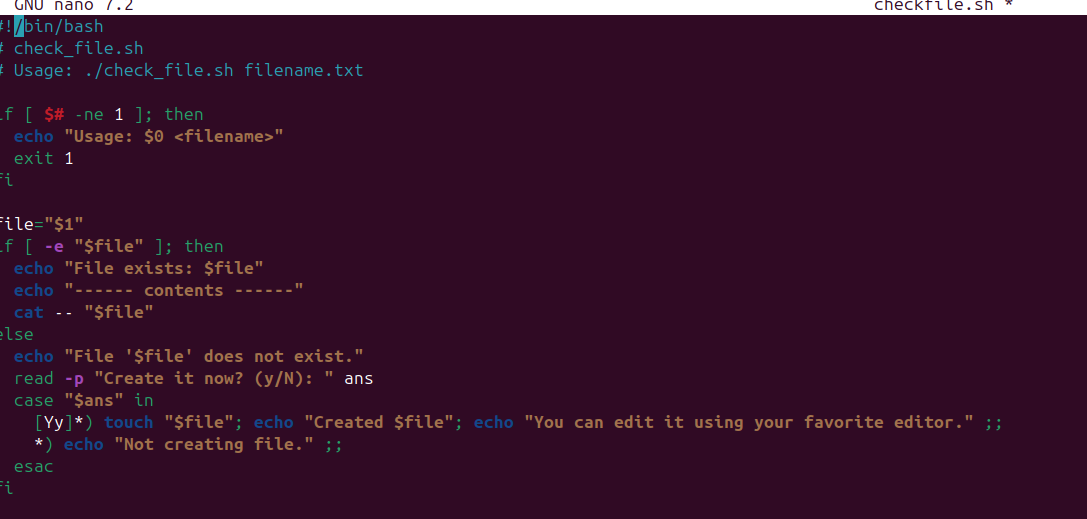 GNU nano 7.2 checkfile.sh *
#!/bin/bash
# check_file.sh
# Usage: ./check_file.sh filename.txt
if [ $# -ne 1 ]; then
echo "Usage: $0 <filename>"
exit 1
fi
file="$1"
if [ -e "$file" ]; then
echo "File exists: $file"
echo "------ contents ------"
cat -- "$file"
else
echo "File '$file' does not exist."
read -p "Create it now? (y/N): " ans
case "$ans" in
[Yy]*) touch "$file"; echo "Created $file"; echo "You can edit it using your favorite editor." ;;
*) echo "Not creating file." ;;
esac
fi